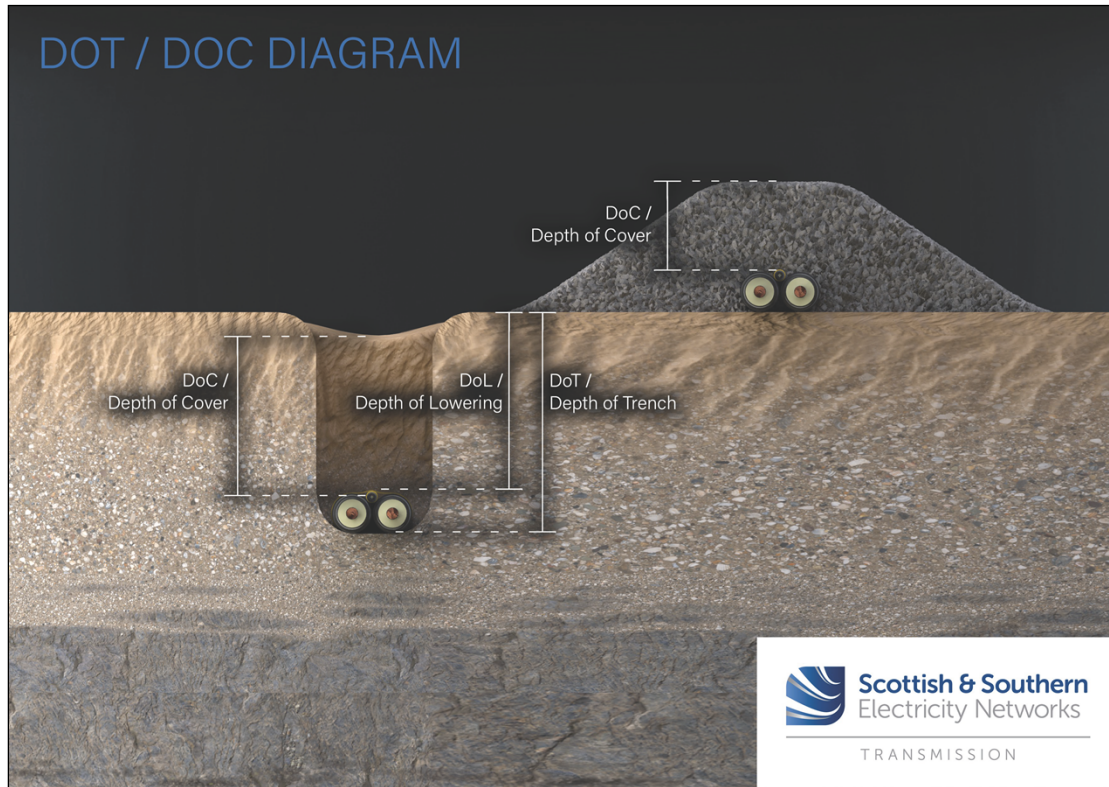 DOT / DOC DIAGRAM
DoC /
Depth of Cover
DoC /
Depth of Cover
DoL /
Depth of Lowering
DoT /
Depth of Trench
Scottish & Southern
Electricity Networks
TRANSMISSION